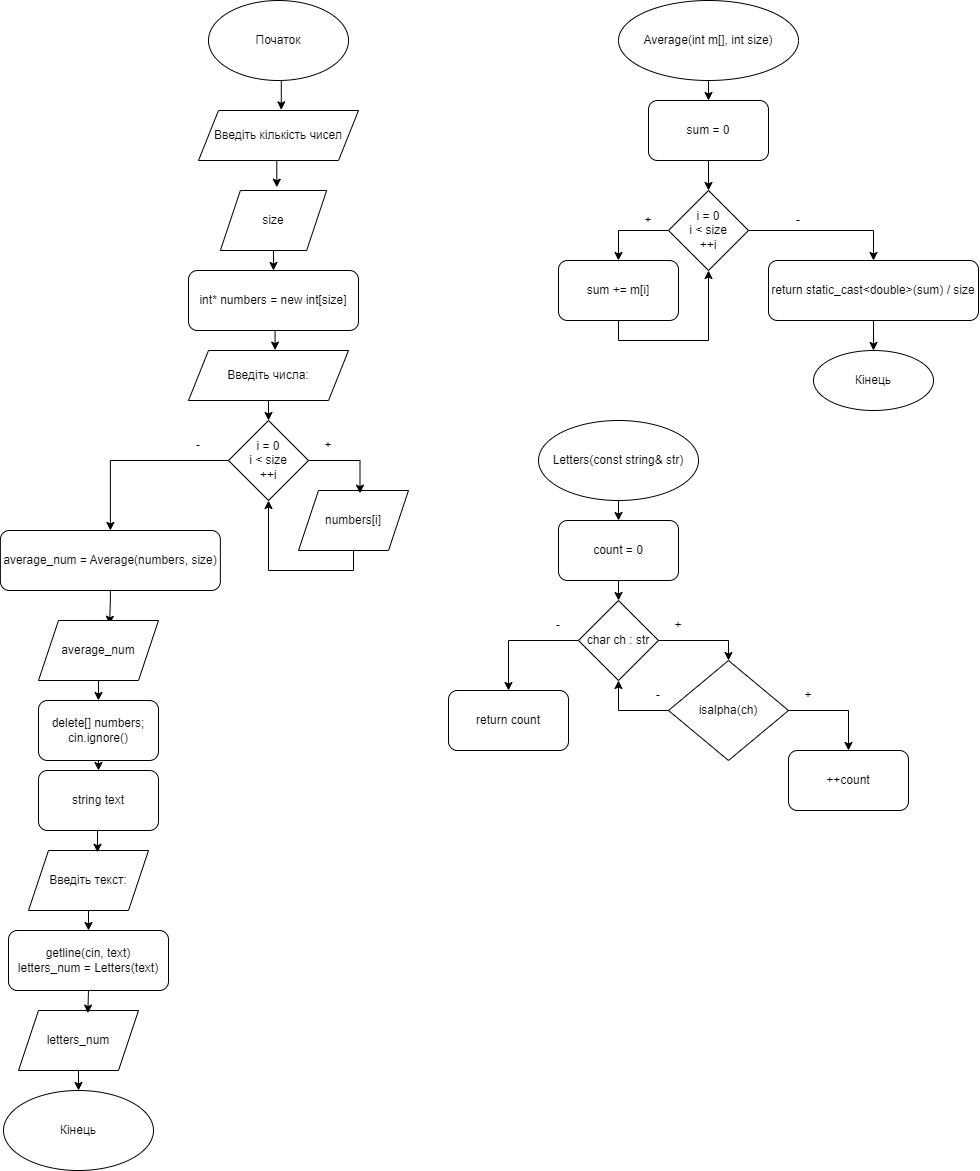 Початок
Введіть кількість чисел
size
int* numbers = new int[size]
Введіть числа:
i = 0
i < size
++i
-
+
numbers[i]
average_num = Average(numbers, size)
average_num
delete[] numbers;
cin.ignore()
string text
Введіть текст:
getline(cin, text)
letters_num = Letters(text)
letters_num
Кінець
Average(int m[], int size)
sum = 0
i = 0
i < size
++i
+
-
sum += m[i]
return static_cast<double>(sum) / size
Кінець
Letters(const string& str)
count = 0
char ch : str
-
+
return count
isalpha(ch)
-
+
++count